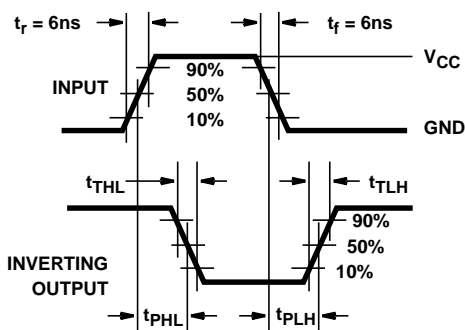 tr = 6ns tf = 6ns
VCC
90%
INPUT 50%
10%
GND
tTHL tTLH
90%
50%
INVERTING
OUTPUT
10%
tPHL tPLH